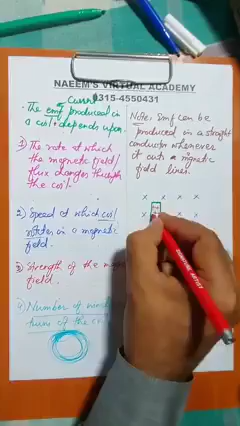 NAEEM'S VIRTUAL ACADEMY
0315-4550431
Current
The emf produced in
a coil depends upon.
1) The rate at which
the magnetic field/
flux changes through
the coil.
2) Speed at which coil
rotates in a magnetic
field.
3) Strength of the
field.
4) Number of
turns of the
Note, Emf can be
produced in a straight
conductor whenever
it cuts a magnetic
field lines.
x x x x
x